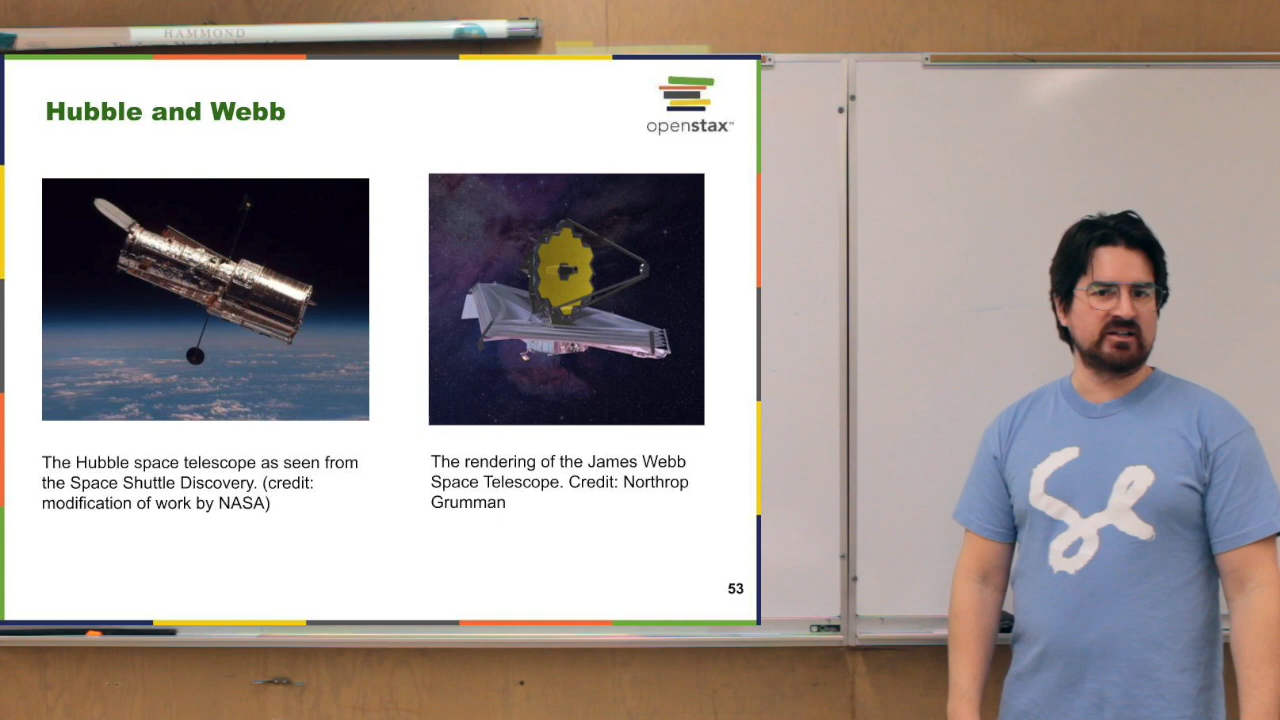 HAMMOND
Hubble and Webb
openstax™
The Hubble space telescope as seen from
the Space Shuttle Discovery. (credit:
modification of work by NASA)
The rendering of the James Webb
Space Telescope. Credit: Northrop
Grumman
53